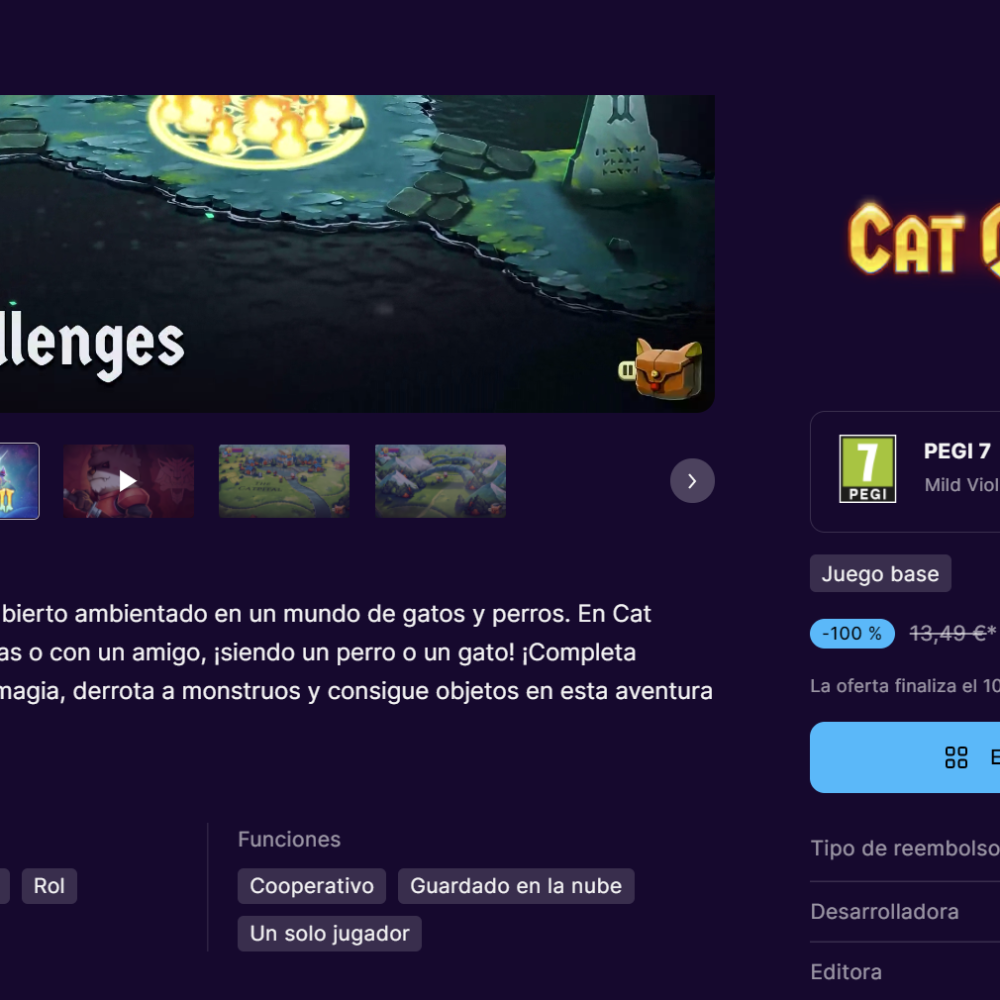 llenges
CAT
7
PEGI
PEGI 7
Mild Viol
Juego base
-100 %
13,49 €*
La oferta finaliza el 10
bierto ambientado en un mundo de gatos y perros. En Cat
as o con un amigo, ¡siendo un perro o un gato! ¡Completa
magia, derrota a monstruos y consigue objetos en esta aventura
Rol
Funciones
Cooperativo
Guardado en la nube
Un solo jugador
Tipo de reembolso
Desarrolladora
Editora